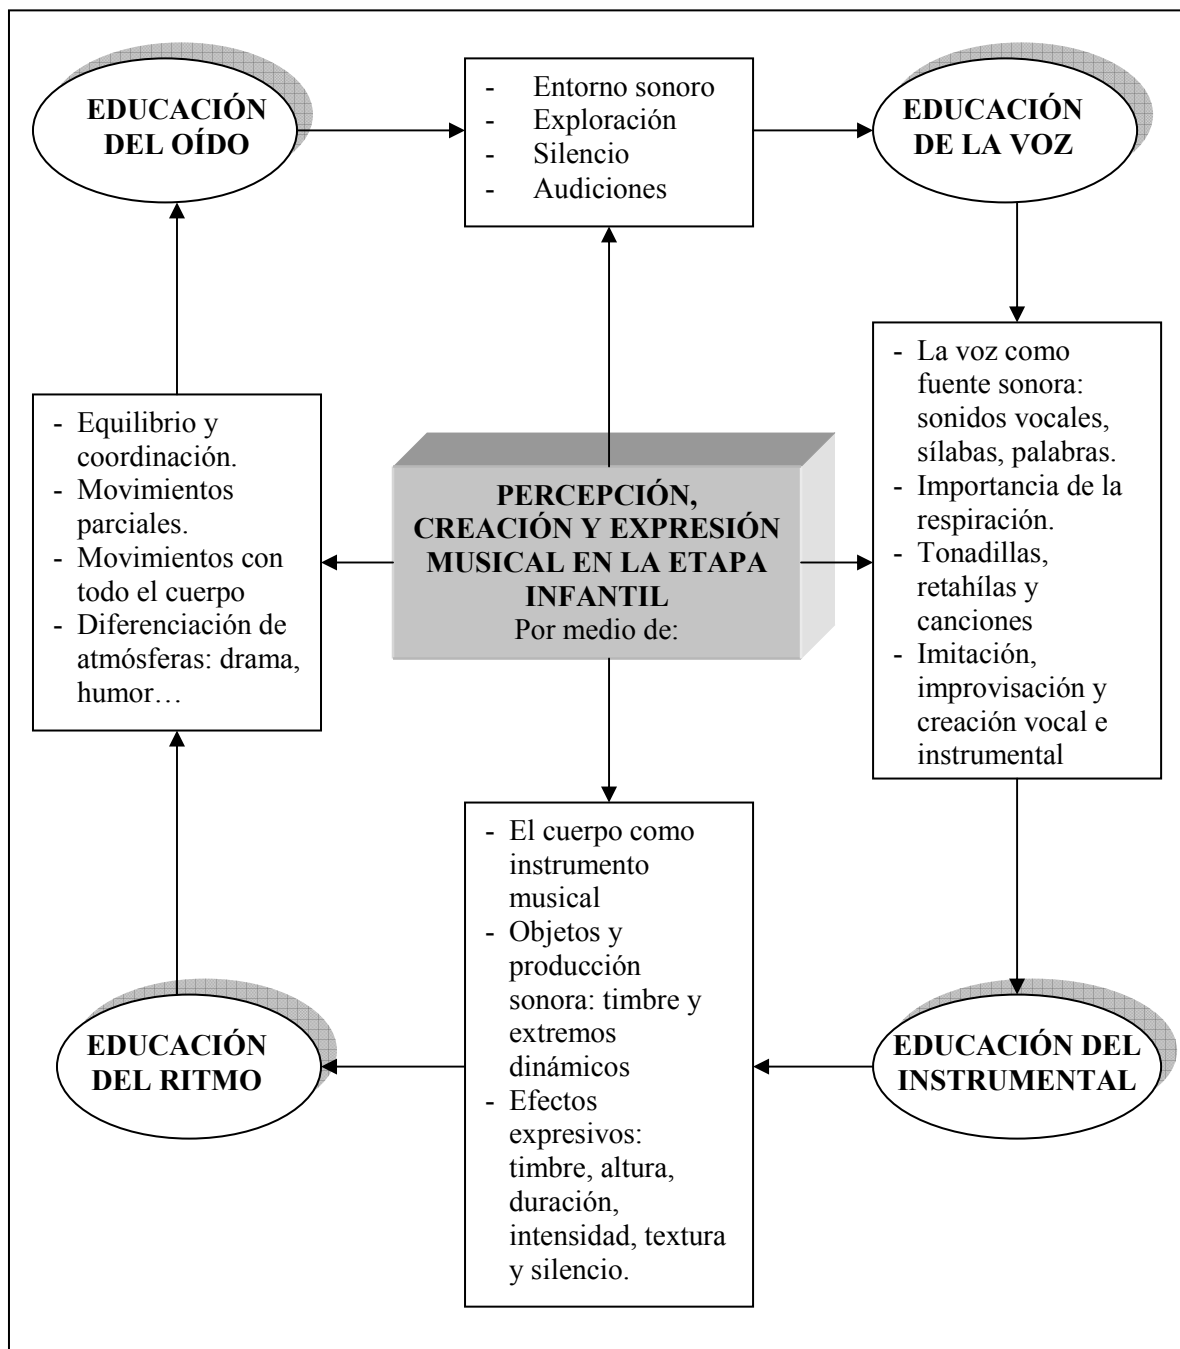 EDUCACIÓN
DEL OÍDO
- Entorno sonoro
- Exploración
- Silencio
- Audiciones
EDUCACIÓN
DE LA VOZ
- La voz como
fuente sonora:
sonidos vocales,
sílabas, palabras.
- Importancia de la
respiración.
- Tonadillas,
retahílas y
canciones
- Imitación,
improvisación y
creación vocal e
instrumental
- Equilibrio y
coordinación.
- Movimientos
parciales.
- Movimientos con
todo el cuerpo
- Diferenciación de
atmósferas: drama,
humor…
PERCEPCIÓN,
CREACIÓN Y EXPRESIÓN
MUSICAL EN LA ETAPA
INFANTIL
Por medio de:
- El cuerpo como
instrumento
musical
- Objetos y
producción
sonora: timbre y
extremos
dinámicos
- Efectos
expresivos:
timbre, altura,
duración,
intensidad, textura
y silencio.
EDUCACIÓN
DEL RITMO
EDUCACIÓN DEL
INSTRUMENTAL